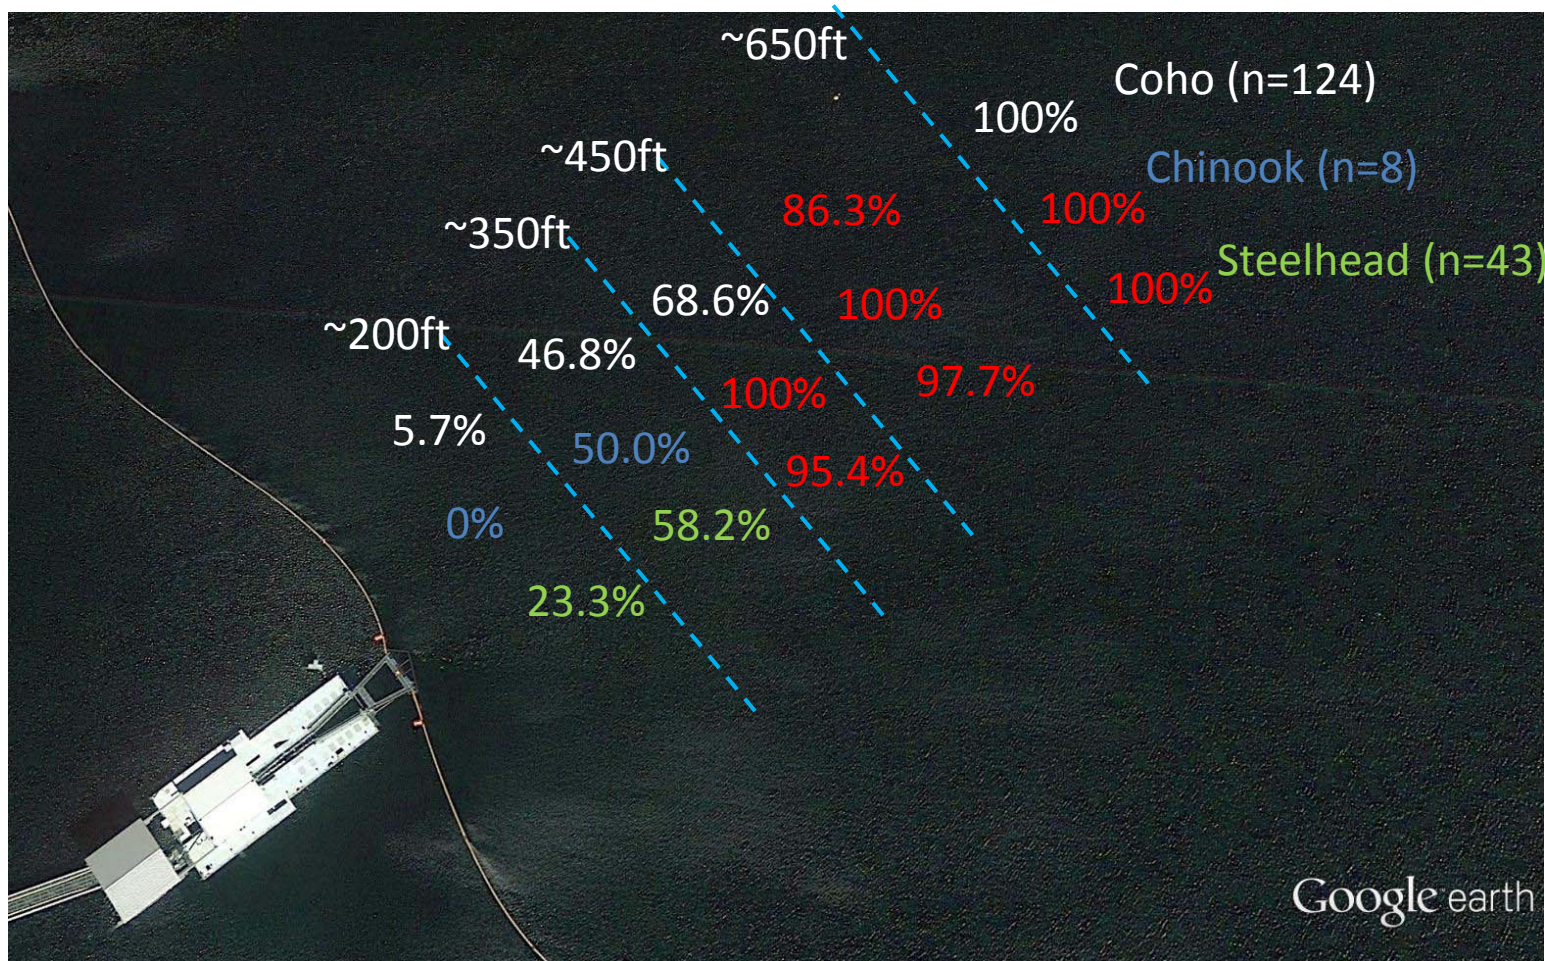 ~650ft
Coho (n=124)
100%
~450ft
Chinook (n=8)
86.3%
100%
~350ft
Steelhead (n=43)
100%
68.6%
100%
~200ft
46.8%
97.7%
100%
5.7%
50.0%
95.4%
0%
58.2%
23.3%
Google earth